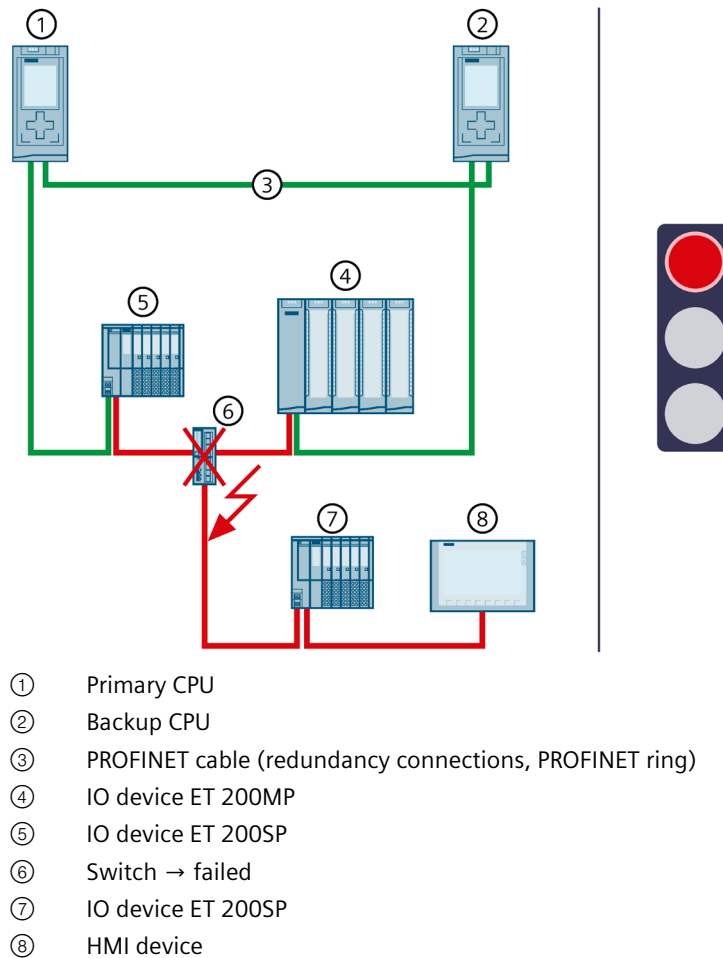 ①
②
③
④
⑤
⑥
⑦
⑧
① Primary CPU
② Backup CPU
③ PROFINET cable (redundancy connections, PROFINET ring)
④ IO device ET 200MP
⑤ IO device ET 200SP
⑥ Switch → failed
⑦ IO device ET 200SP
⑧ HMI device